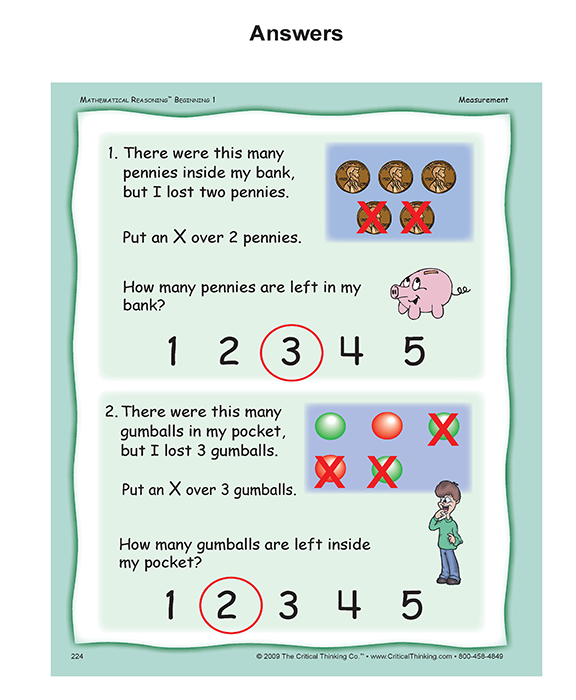 Answers
Mathematical Reasoning™ Beginning 1
Measurement
1. There were this many
pennies inside my bank,
but I lost two pennies.
Put an X over 2 pennies.
How many pennies are left in my
bank?
1 2 3 4 5
2. There were this many
gumballs in my pocket,
but I lost 3 gumballs.
Put an X over 3 gumballs.
How many gumballs are left inside
my pocket?
1 2 3 4 5
224
© 2009 The Critical Thinking Co.™ • www.CriticalThinking.com • 800-458-4849